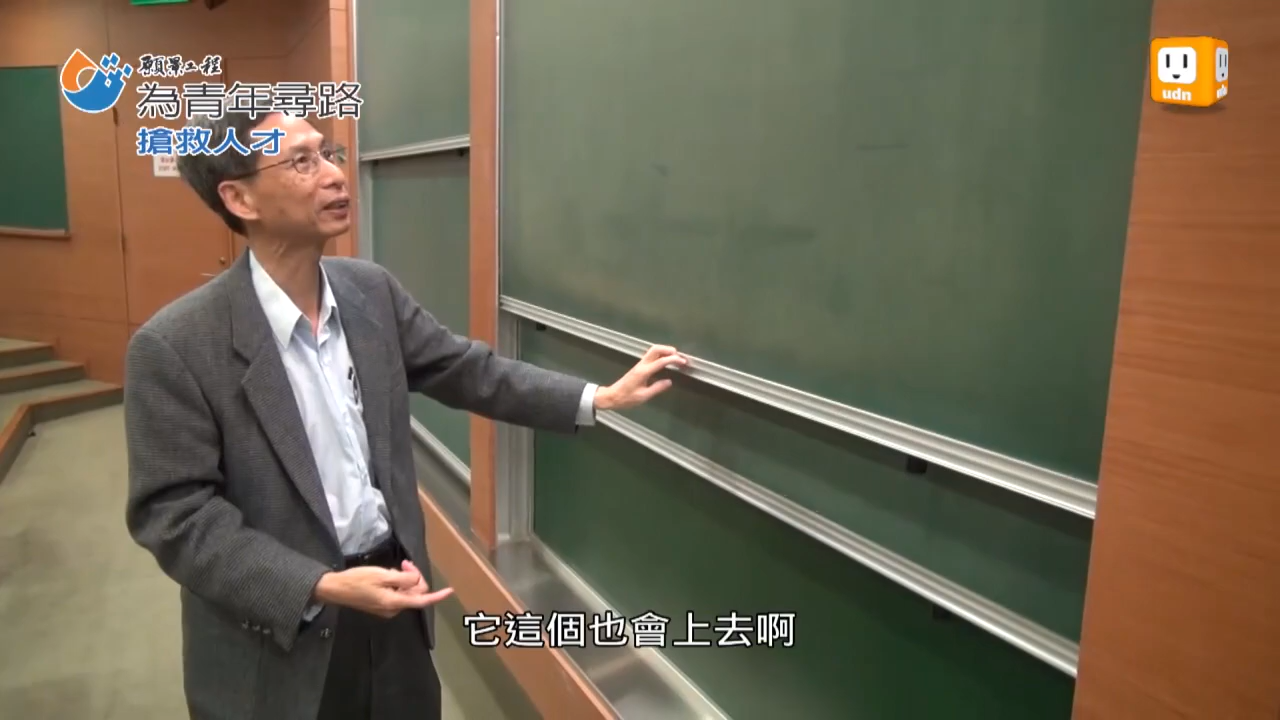 願景工程
為青年尋路
搶救人才
udn
它這個也會上去啊